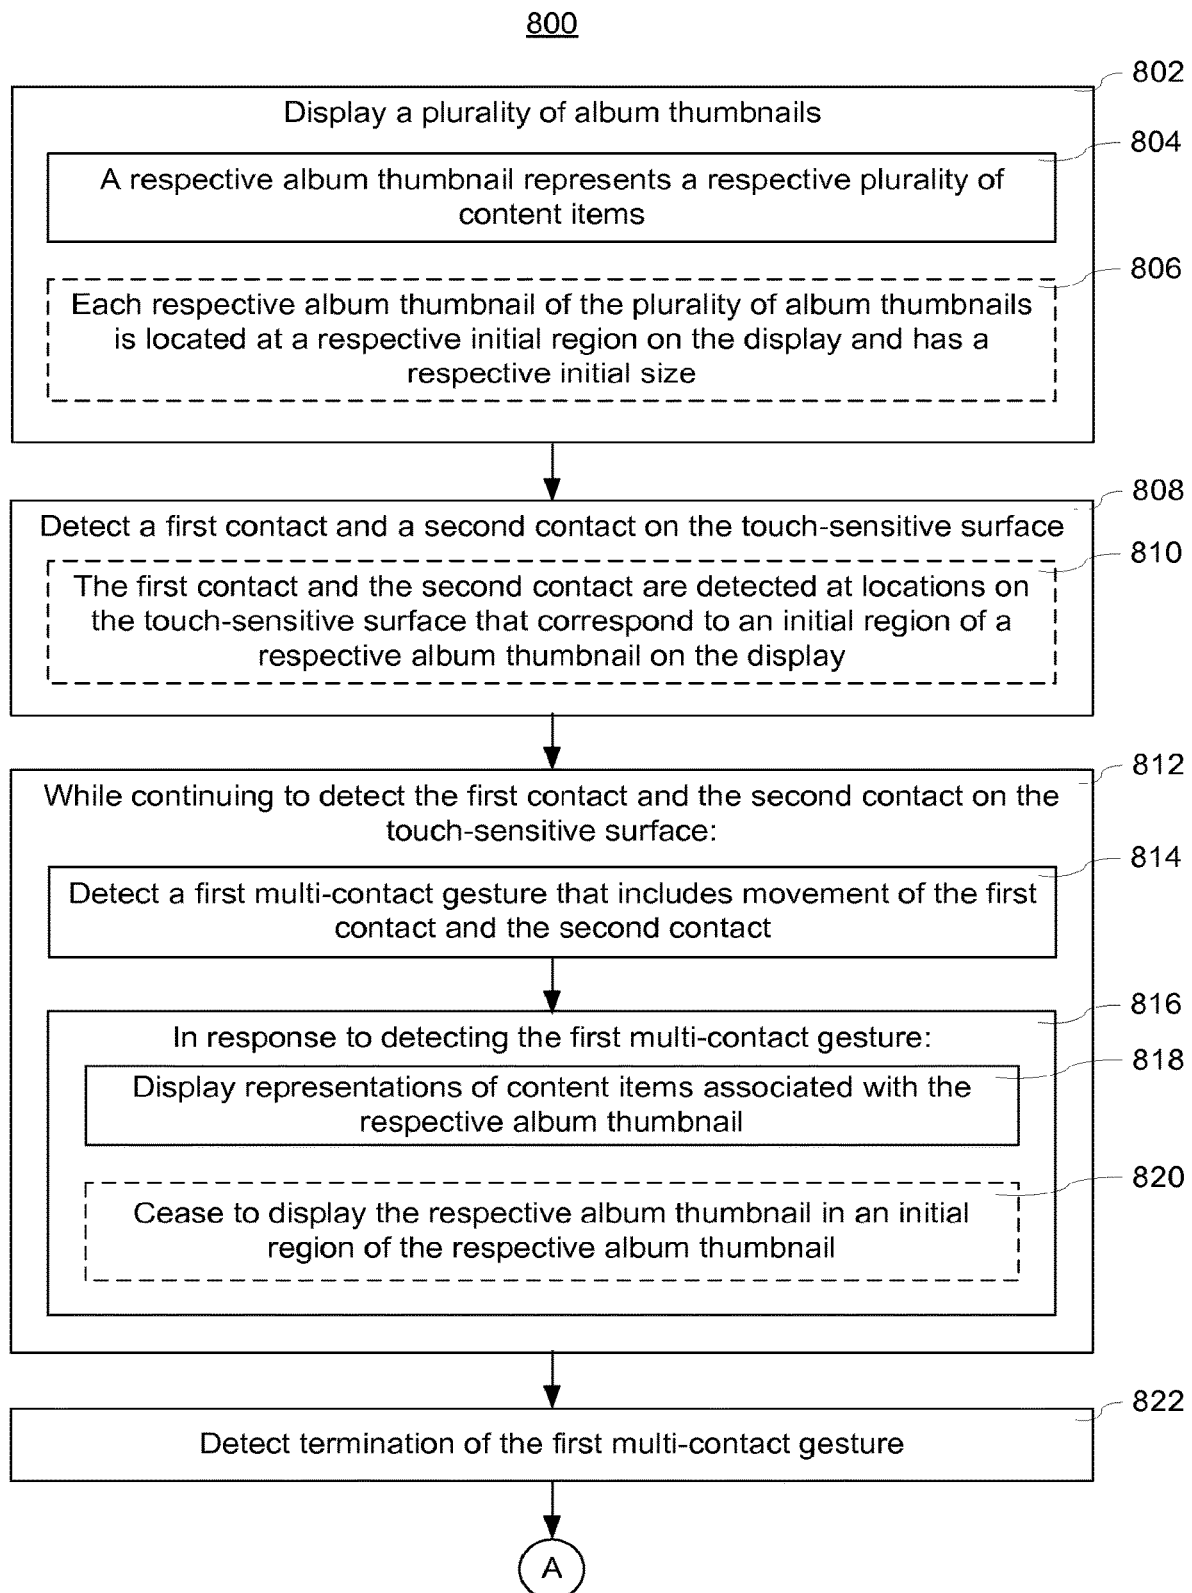 800
802
Display a plurality of album thumbnails
804
A respective album thumbnail represents a respective plurality of
content items
806
Each respective album thumbnail of the plurality of album thumbnails
is located at a respective initial region on the display and has a
respective initial size
808
Detect a first contact and a second contact on the touch-sensitive surface
810
The first contact and the second contact are detected at locations on
the touch-sensitive surface that correspond to an initial region of a
respective album thumbnail on the display
812
While continuing to detect the first contact and the second contact on the
touch-sensitive surface:
814
Detect a first multi-contact gesture that includes movement of the first
contact and the second contact
816
In response to detecting the first multi-contact gesture:
818
Display representations of content items associated with the
respective album thumbnail
820
Cease to display the respective album thumbnail in an initial
region of the respective album thumbnail
822
Detect termination of the first multi-contact gesture
A